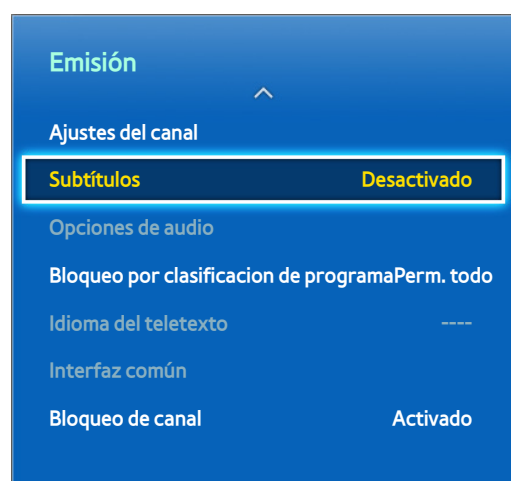 Emisión
Ajustes del canal
Subtítulos Desactivado
Opciones de audio
Bloqueo por clasificacion de programaPerm. todo
Idioma del teletexto ----
Interfaz común
Bloqueo de canal Activado